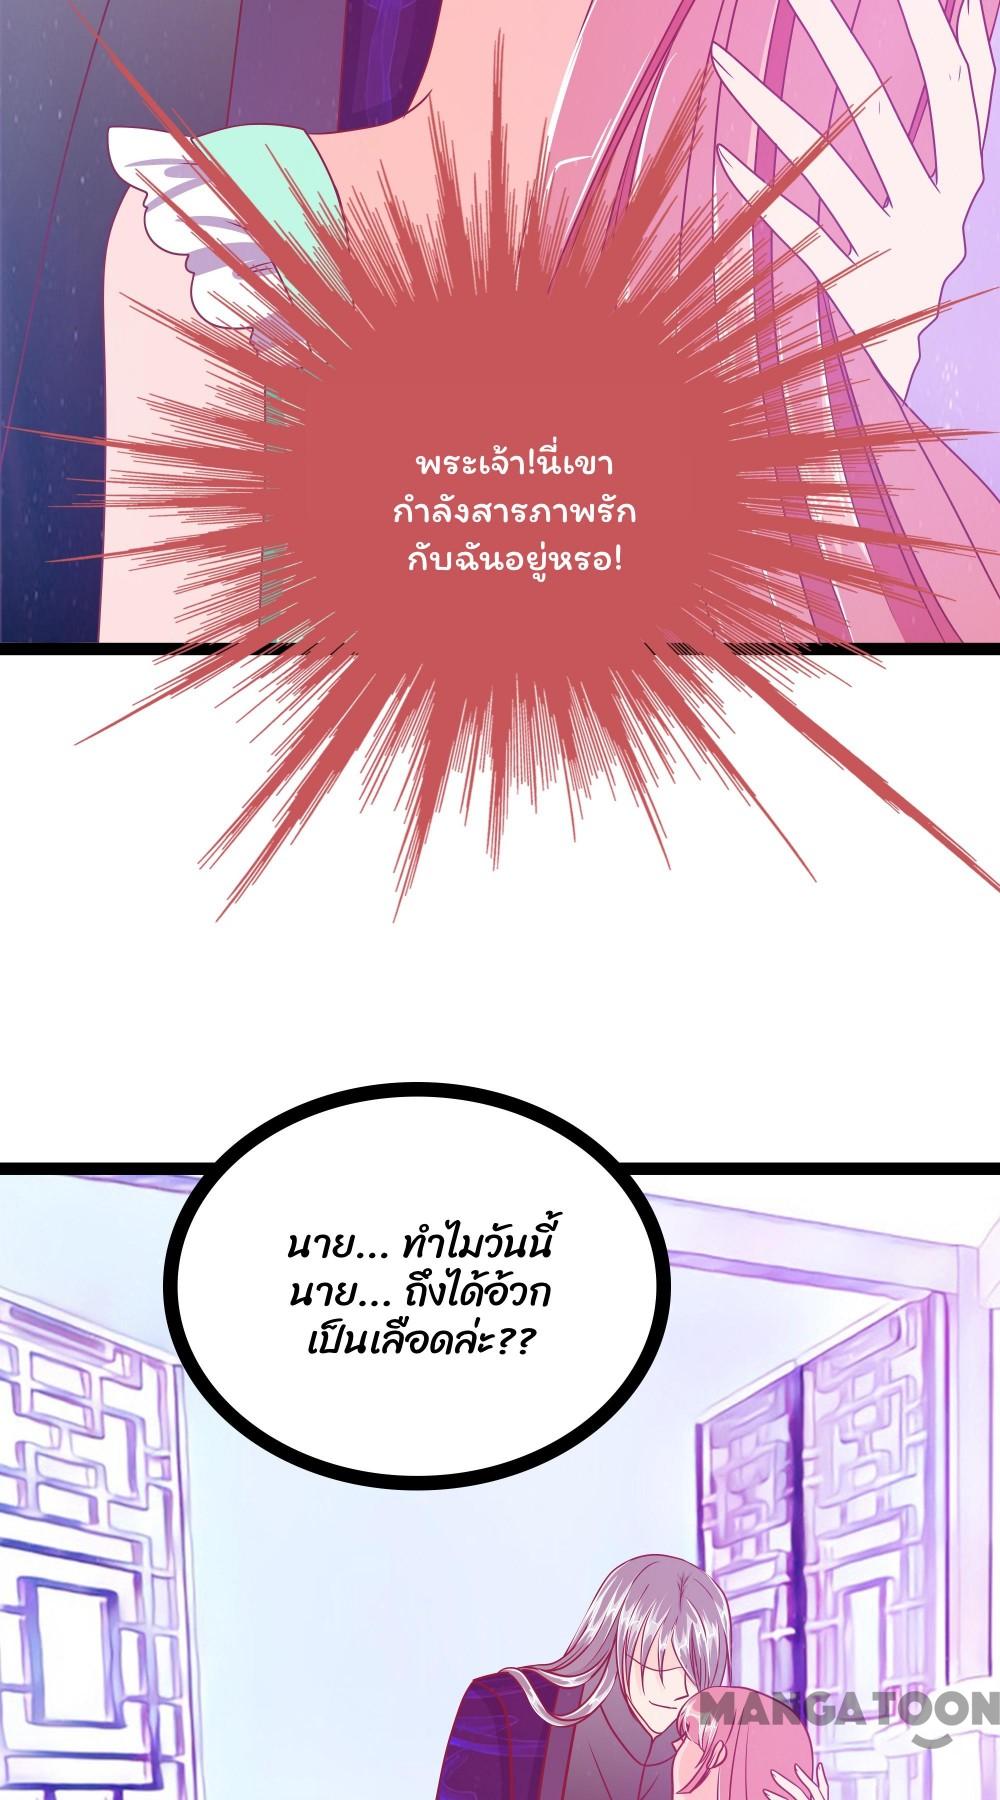 พระเจ้า!นี่เขา
กำลังสารภาพรัก
กับฉันอยู่หรอ!
นาย... ทำไมวันนี้
นาย... ถึงได้อ้วก
เป็นเลือดล่ะ??
MANGATOON